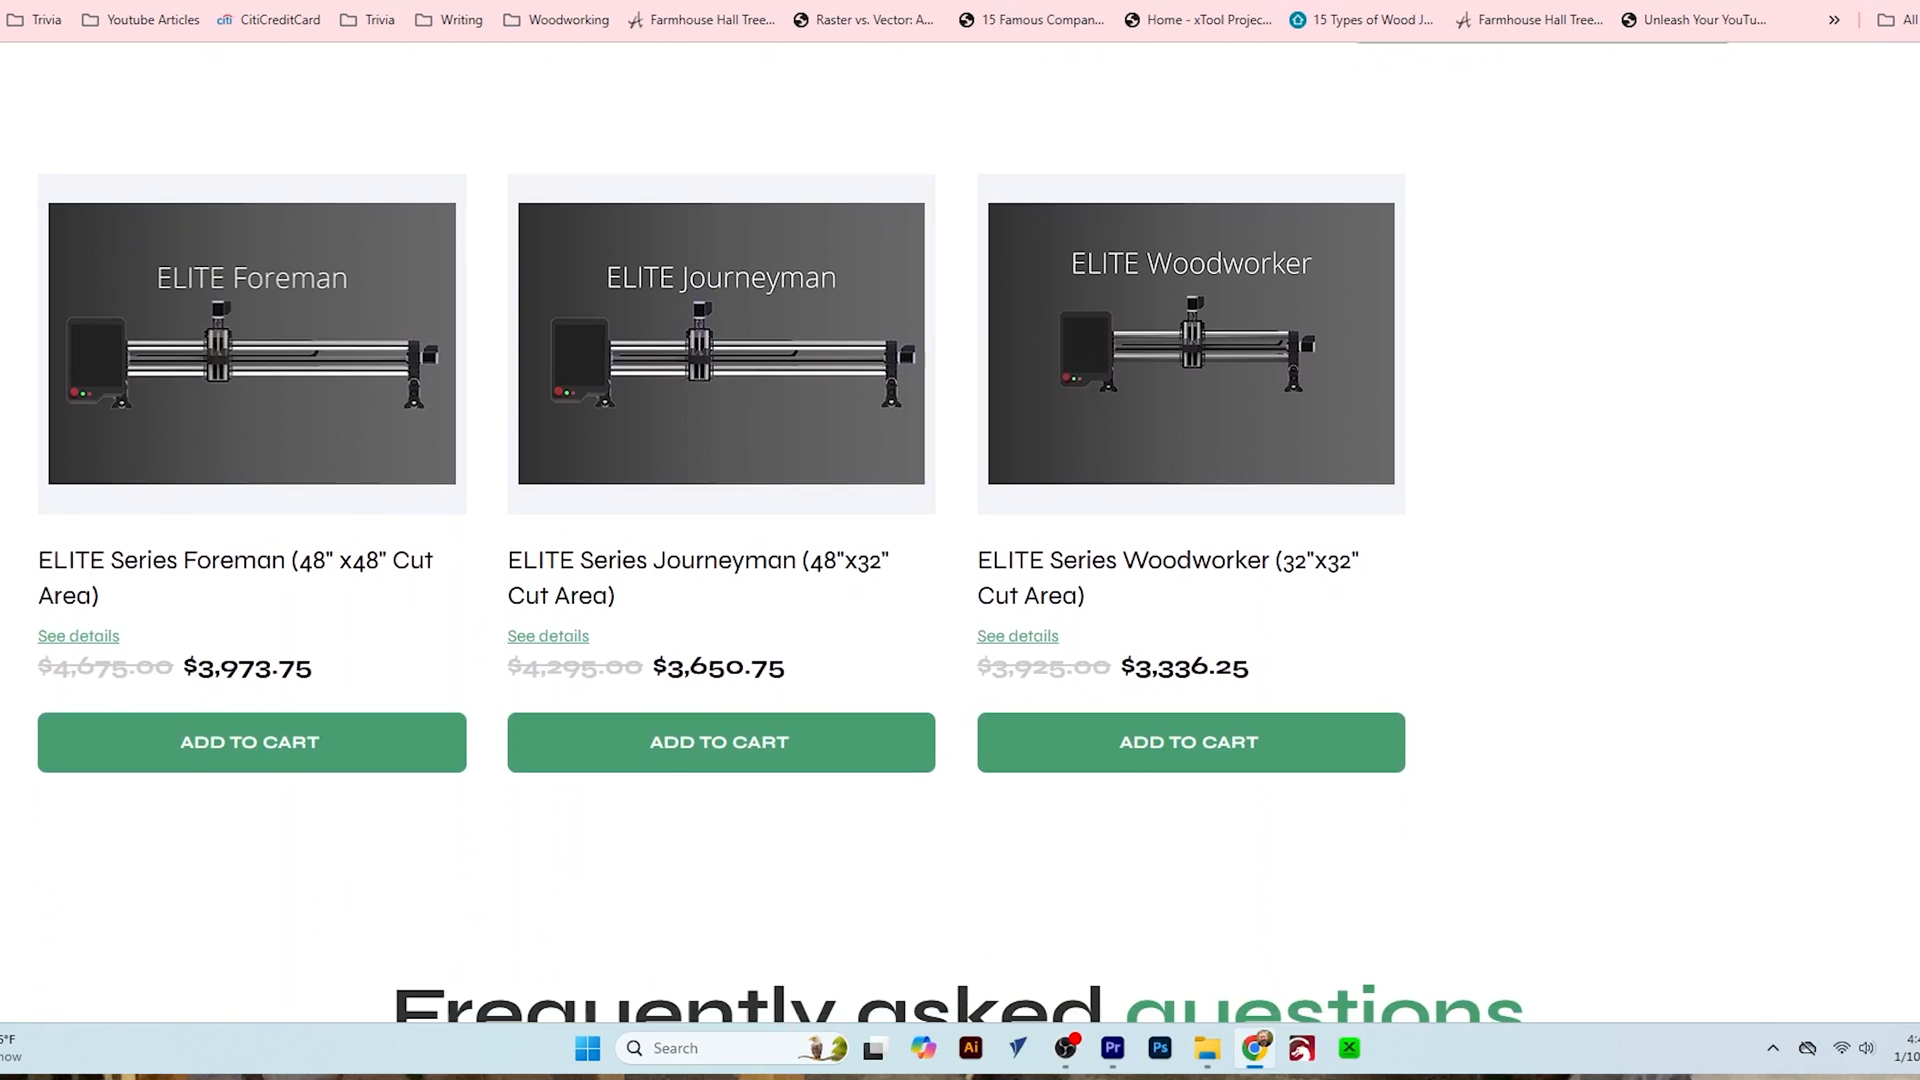 Trivia Youtube Articles citi CitiCreditCard Trivia Writing Woodworking Farmhouse Hall Tree... Raster vs. Vector: A... 15 Famous Compan... Home - xTool Projec... 15 Types of Wood J... Farmhouse Hall Tree... Unleash Your YouTu... » All
ELITE Foreman
ELITE Journeyman
ELITE Woodworker
ELITE Series Foreman (48" x48" Cut
Area)
See details
$4,675.00 $3,973.75
ADD TO CART
ELITE Series Journeyman (48"x32"
Cut Area)
See details
$4,295.00 $3,650.75
ADD TO CART
ELITE Series Woodworker (32"x32"
Cut Area)
See details
$3,925.00 $3,336.25
ADD TO CART
Frequently asked questions
Search
Ai
Pr
Ps